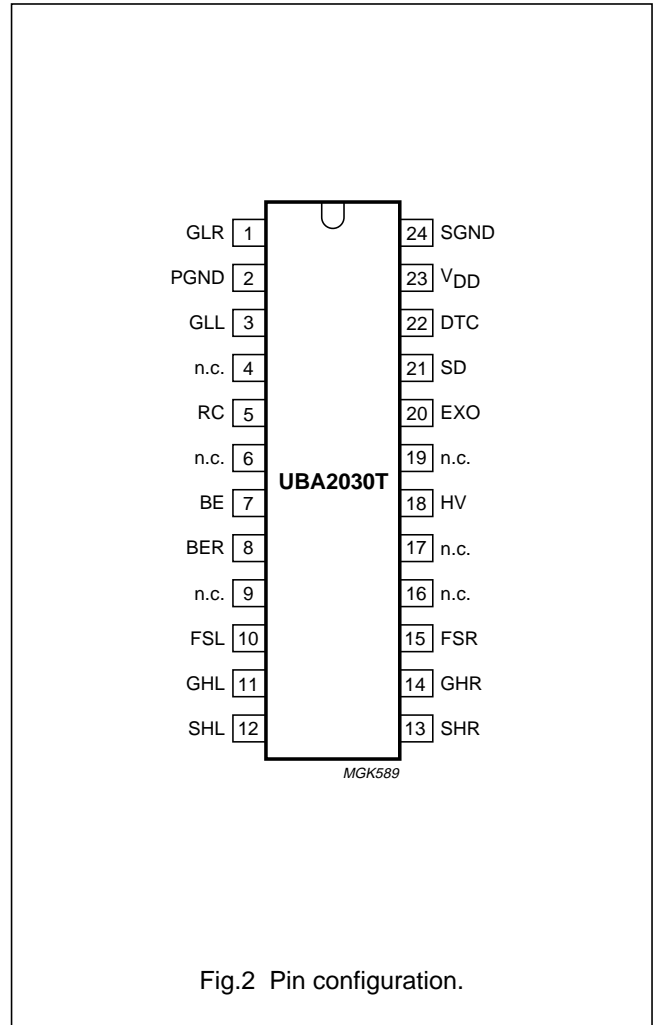 GLR 1 24 SGND
PGND 2 23 VDD
GLL 3 22 DTC
n.c. 4 21 SD
RC 5 20 EXO
n.c. 6 19 n.c.
UBA2030T
BE 7 18 HV
BER 8 17 n.c.
n.c. 9 16 n.c.
FSL 10 15 FSR
GHL 11 14 GHR
SHL 12 13 SHR
MGK589
Fig.2 Pin configuration.